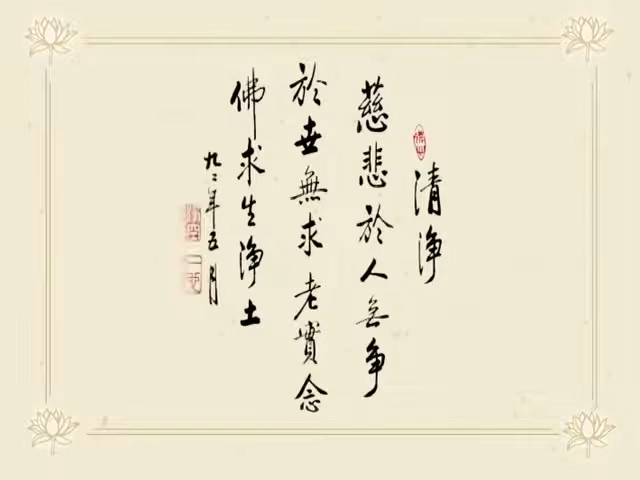 清淨
慈悲於人無争
於世無求老實念
佛求生淨土
九二年五月